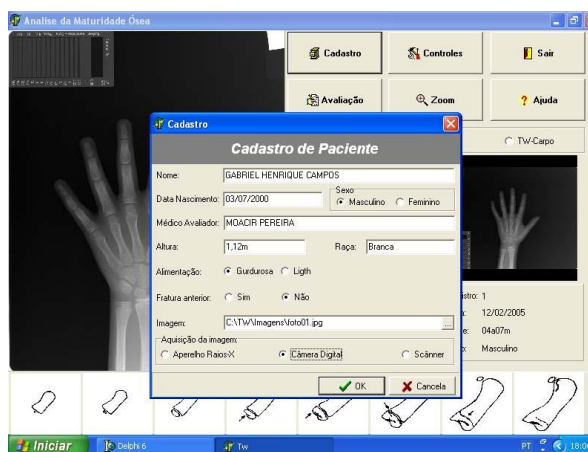 Analise da Maturidade Ósea
Cadastro
Controles
Sair
Avaliação
Zoom
Ajuda
TW-Carpo
Cadastro
Cadastro de Paciente
Nome: GABRIEL HENRIQUE CAMPOS
Data Nascimento: 03/07/2000
Sexo
Masculino Feminino
Médico Avaliador: MOACIR PEREIRA
Altura: 1,12m Raça: Branca
Alimentação: Gurdurosa Ligth
Fratura anterior: Sim Não
Imagem: C:\TW\Imagens\foto01.jpg ...
Aquisição da imagem:
Aperelho Raios-X Câmera Digital Scânner
OK Cancela
istro: 1
12/02/2005
04a07m
Masculino
Iniciar Delphi 6 Tw PT 18:0